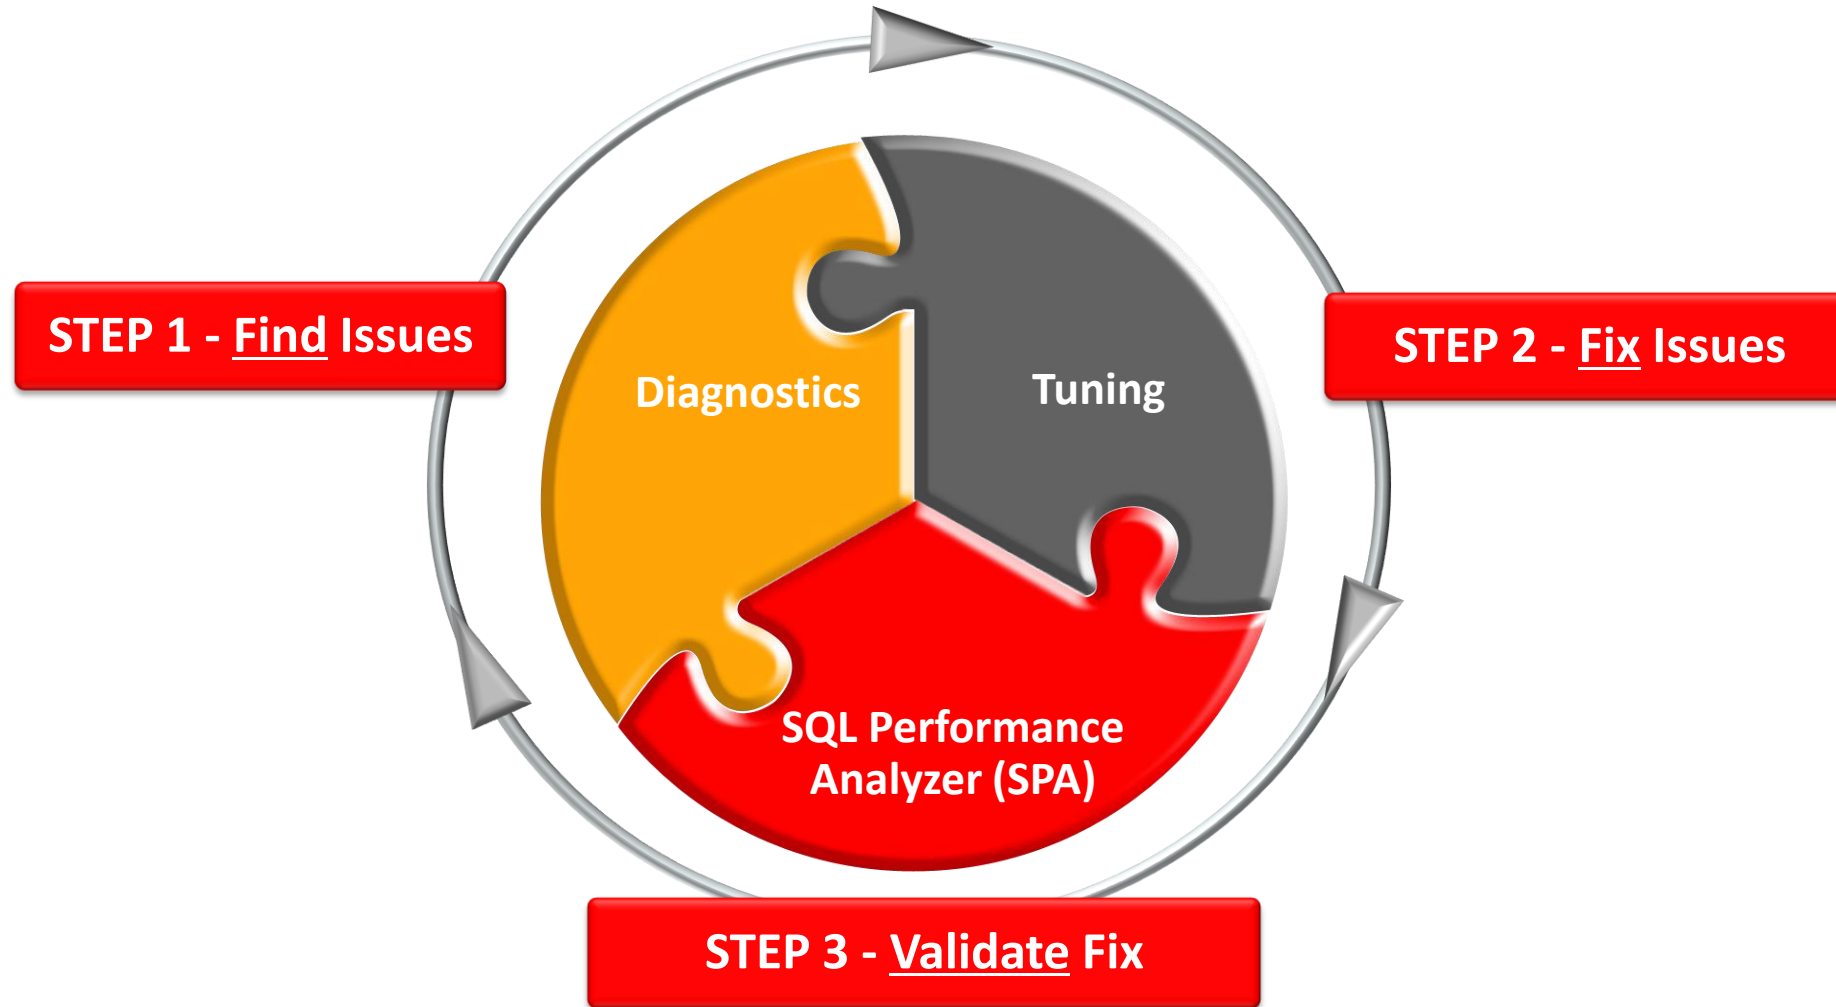 STEP 1 - Find Issues
STEP 2 - Fix Issues
Diagnostics
Tuning
SQL Performance
Analyzer (SPA)
STEP 3 - Validate Fix